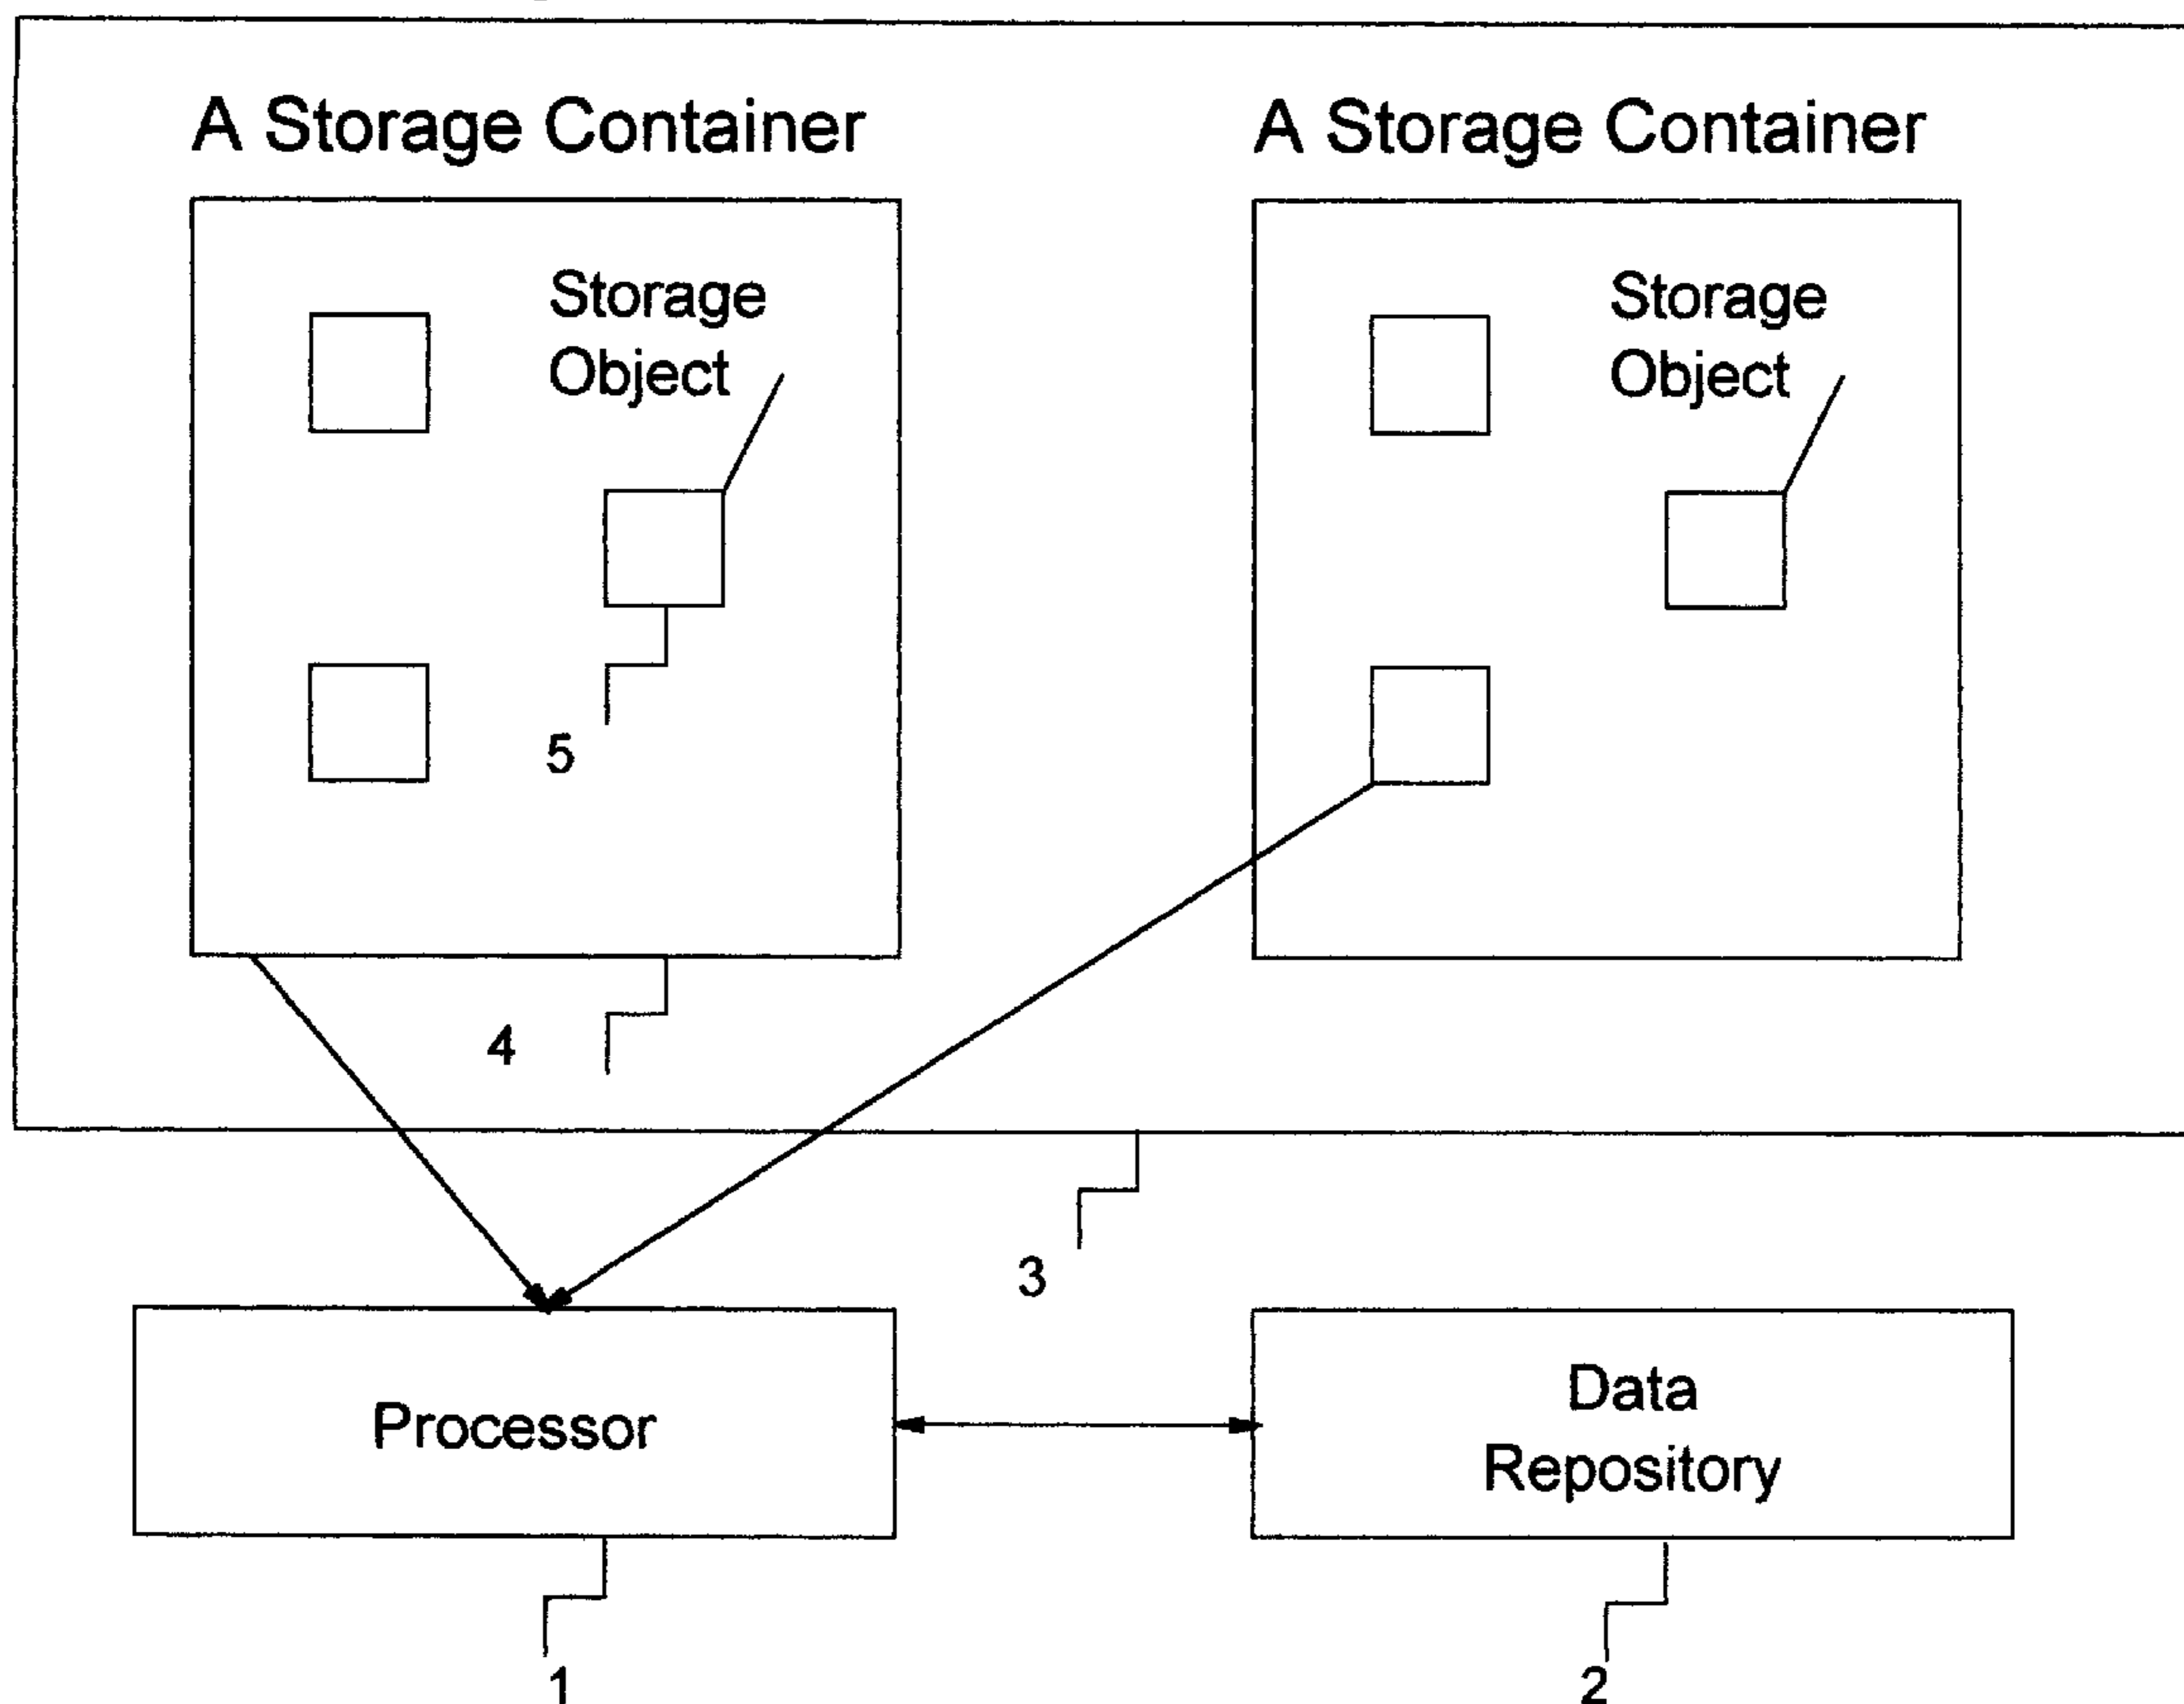 A Storage Container
A Storage Container
Storage
Object
Storage
Object
5
4
3
Processor
Data
Repository
1
2